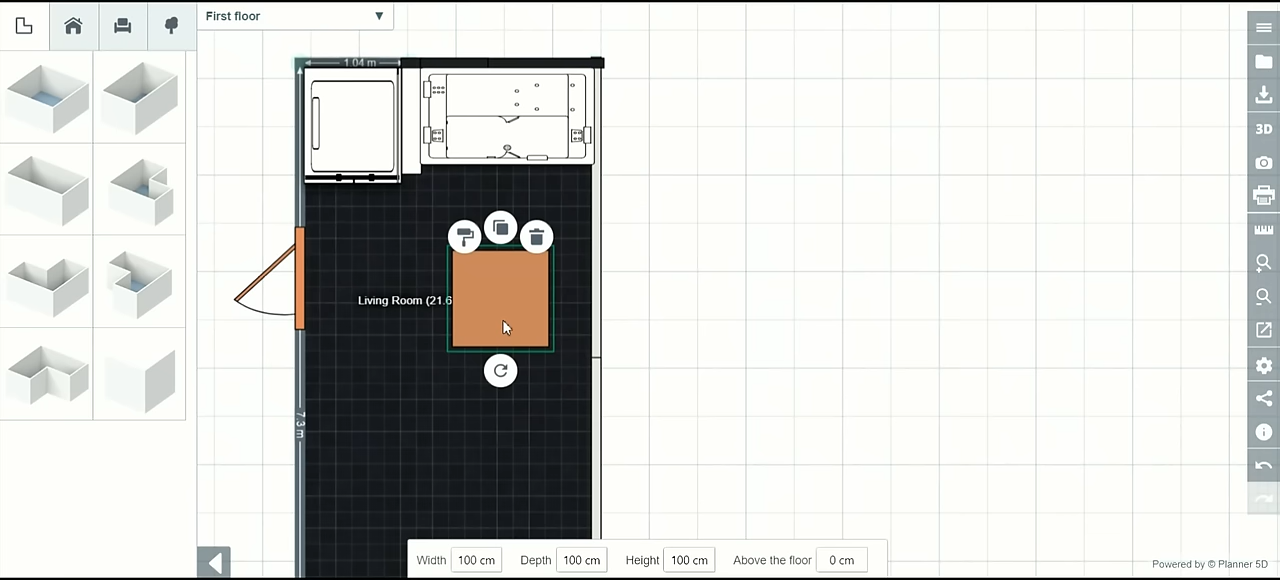 First floor
1.04 m
3D
Living Room (21.6
7.3 m
Width 100 cm Depth 100 cm Height 100 cm Above the floor 0 cm
Powered by © Planner 5D